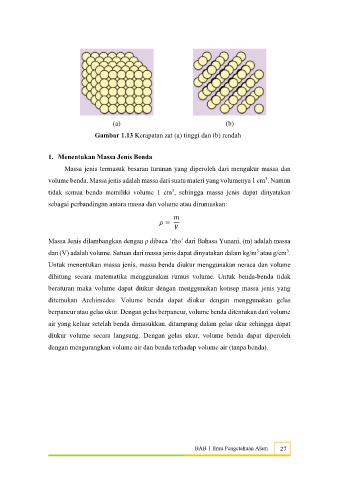 (a) (b)
Gambar 1.13 Kerapatan zat (a) tinggi dan (b) rendah
1. Menentukan Massa Jenis Benda
Massa jenis termasuk besaran turunan yang diperoleh dari mengukur massa dan
volume benda. Massa jenis adalah massa dari suatu materi yang volumenya 1 cm³. Namun
tidak semua benda memiliki volume 1 cm³, sehingga massa jenis dapat dinyatakan
sebagai perbandingan antara massa dan volume atau dirumuskan:
ρ = m/V
Massa Jenis dilambangkan dengan ρ dibaca 'rho' dari Bahasa Yunani, (m) adalah massa
dan (V) adalah volume. Satuan dari massa jenis dapat dinyatakan dalam kg/m³ atau g/cm³.
Untuk menentukan massa jenis, massa benda diukur menggunakan neraca dan volume
dihitung secara matematika menggunakan rumus volume. Untuk benda-benda tidak
beraturan maka volume dapat diukur dengan menggunakan konsep massa jenis yang
ditemukan Archimedes. Volume benda dapat diukur dengan menggunakan gelas
berpancur atau gelas ukur. Dengan gelas berpancur, volume benda ditentukan dari volume
air yang keluar setelah benda dimasukkan. ditampung dalam gelas ukur sehingga dapat
diukur volume secara langsung. Dengan gelas ukur, volume benda dapat diperoleh
dengan mengurangkan volume air dan benda terhadap volume air (tanpa benda).
BAB 1 Ilmu Pengetahuan Alam 27